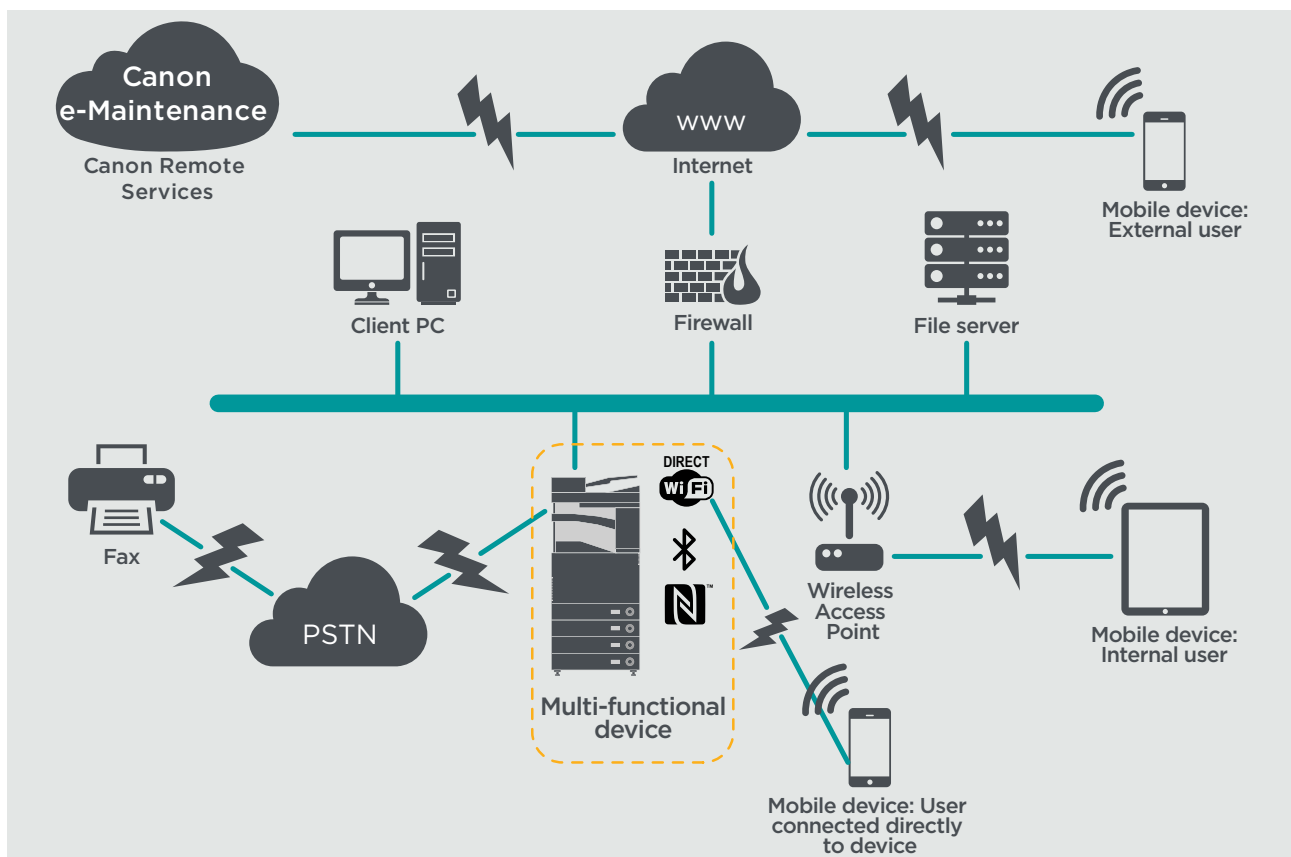 Canon
e-Maintenance
Canon Remote
Services
www
Internet
Mobile device:
External user
Client PC
Firewall
File server
Fax
PSTN
DIRECT
Wi Fi
N™
Multi-functional
device
Wireless
Access
Point
Mobile device:
Internal user
Mobile device: User
connected directly
to device